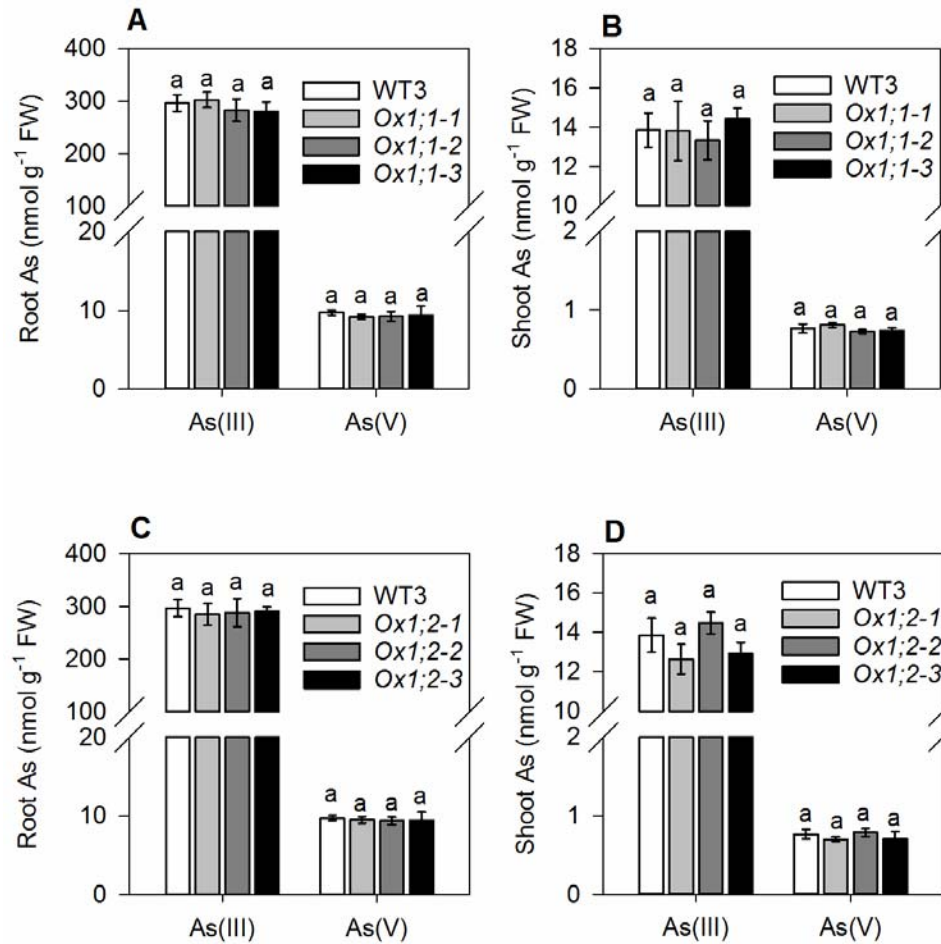 A
Root As (nmol g⁻¹ FW)
400
300
200
100
20
10
0
a a a a
a a a a
WT3
Ox1;1-1
Ox1;1-2
Ox1;1-3
As(III) As(V)
B
Shoot As (nmol g⁻¹ FW)
18
16
14
12
10
2
1
0
a a a a
a a a a
WT3
Ox1;1-1
Ox1;1-2
Ox1;1-3
As(III) As(V)
C
Root As (nmol g⁻¹ FW)
400
300
200
100
20
10
0
a a a a
a a a a
WT3
Ox1;2-1
Ox1;2-2
Ox1;2-3
As(III) As(V)
D
Shoot As (nmol g⁻¹ FW)
18
16
14
12
10
2
1
0
a a a a
a a a a
WT3
Ox1;2-1
Ox1;2-2
Ox1;2-3
As(III) As(V)